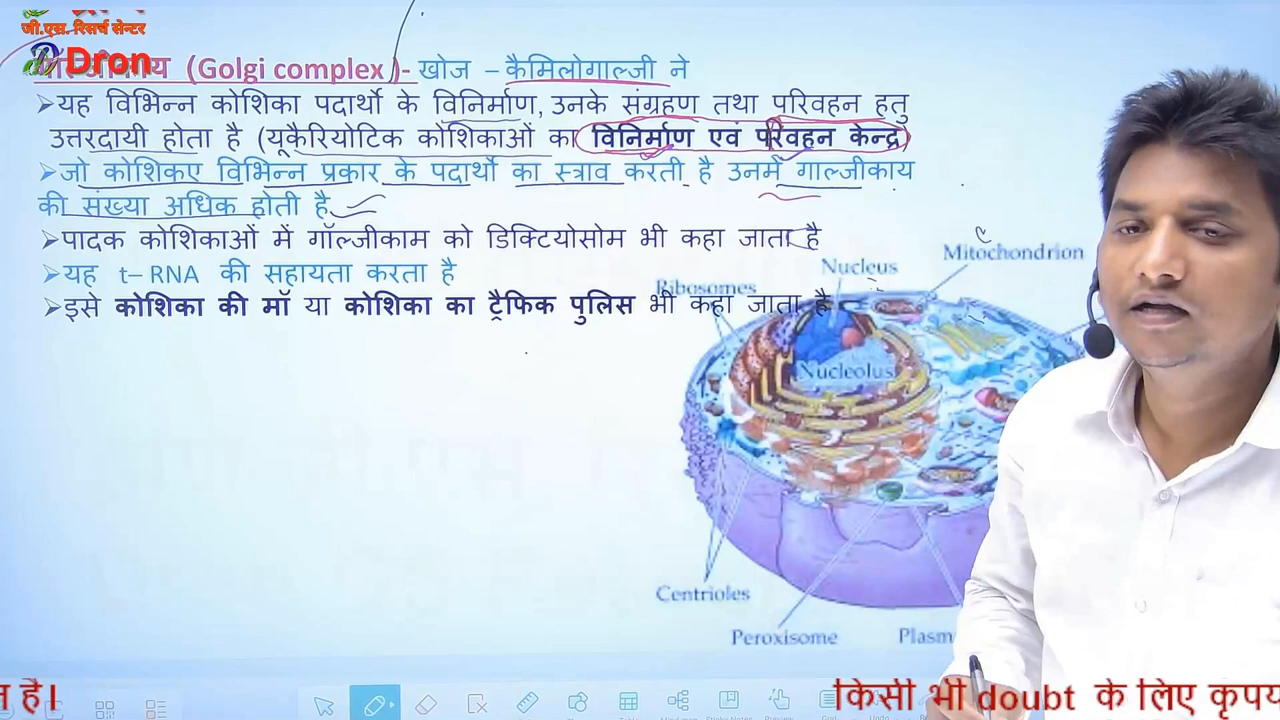 जी.एस. रिसर्च सेन्टर
Dron
(Golgi complex )- खोज – कैमिलोगाल्जी ने
➤यह विभिन्न कोशिका पदार्थो के विनिर्माण, उनके संग्रहण तथा परिवहन हतु
उत्तरदायी होता है (यूकैरियोटिक कोशिकाओं का विनिर्माण एवं परिवहन केन्द्र)
➤जो कोशिकए विभिन्न प्रकार के पदार्थो का स्त्राव करती है उनमें गाल्जीकाय
की संख्या अधिक होती है
➤पादक कोशिकाओं में गॉल्जीकाम को डिक्टियोसोम भी कहा जाता है
➤यह t– RNA की सहायता करता है
➤इसे कोशिका की मॉ या कोशिका का ट्रैफिक पुलिस भी कहा जाता है
Mitochondrion
Nucleus
Ribosomes
Nucleolus
Centrioles
Peroxisome
Plasm
न है। किसी भी doubt के लिए कृपय